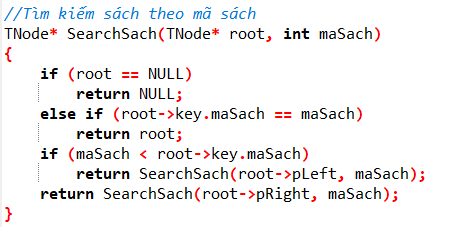 //Tìm kiếm sách theo mã sách
TNode* SearchSach(TNode* root, int maSach)
{
    if (root == NULL)
        return NULL;
    else if (root->key.maSach == maSach)
        return root;
    if (maSach < root->key.maSach)
        return SearchSach(root->pLeft, maSach);
    return SearchSach(root->pRight, maSach);
}